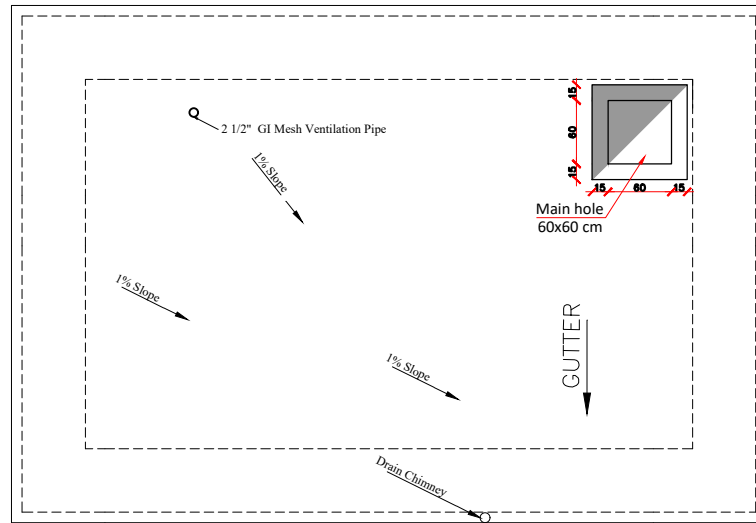 15
60
15
2 1/2" GI Mesh Ventilation Pipe
1% Slope
15 60 15
Main hole
60x60 cm
1% Slope
GUTTER
1% Slope
Drain Chimney